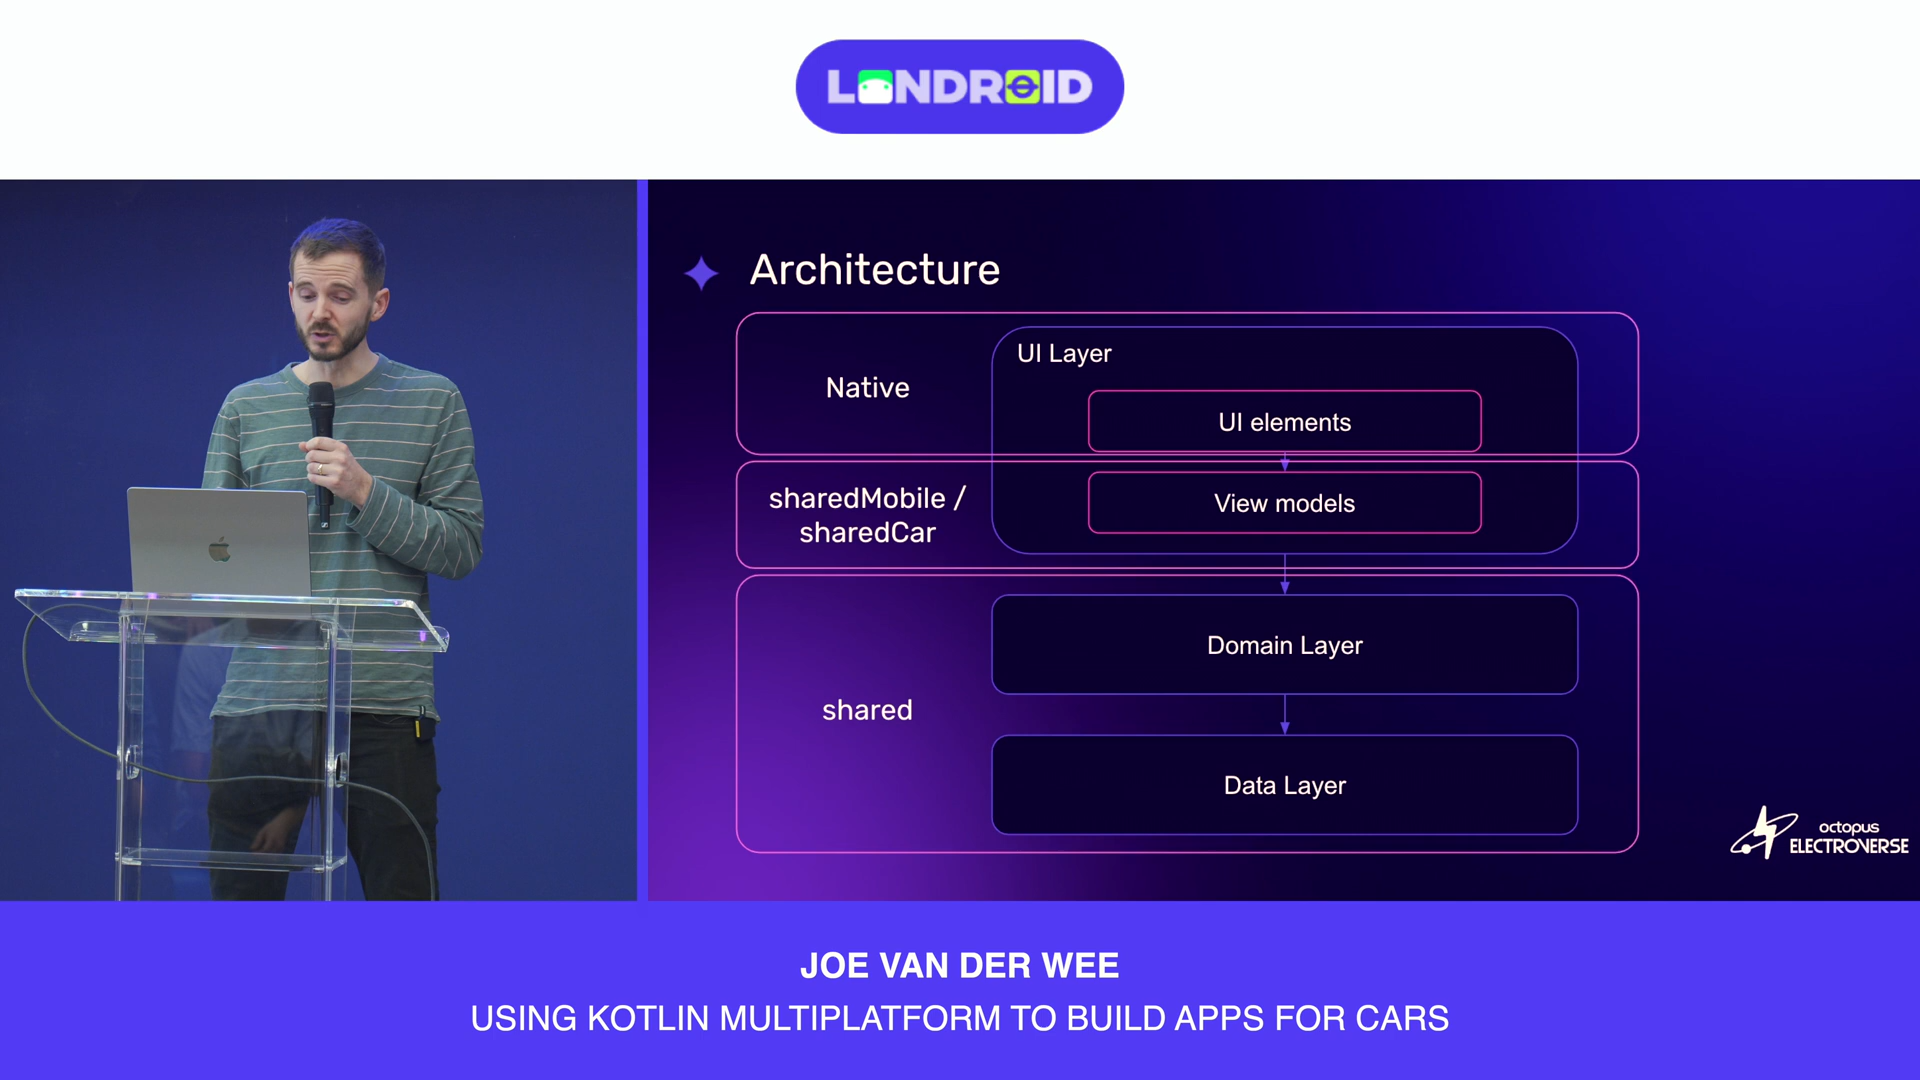 LONDROID
Architecture
Native
UI Layer
UI elements
sharedMobile /
sharedCar
View models
shared
Domain Layer
Data Layer
octopus
ELECTROVERSE
JOE VAN DER WEE
USING KOTLIN MULTIPLATFORM TO BUILD APPS FOR CARS